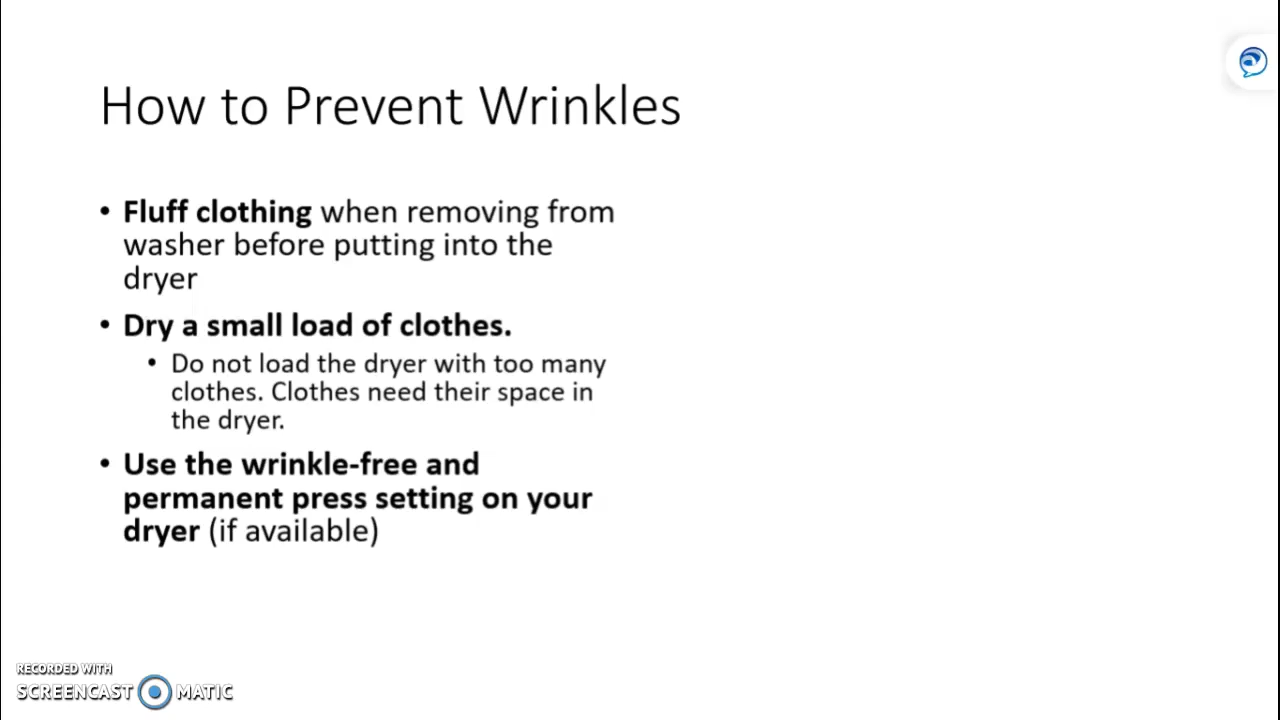 How to Prevent Wrinkles
• Fluff clothing when removing from
washer before putting into the
dryer
• Dry a small load of clothes.
• Do not load the dryer with too many
clothes. Clothes need their space in
the dryer.
• Use the wrinkle-free and
permanent press setting on your
dryer (if available)
RECORDED WITH
SCREENCAST MATIC